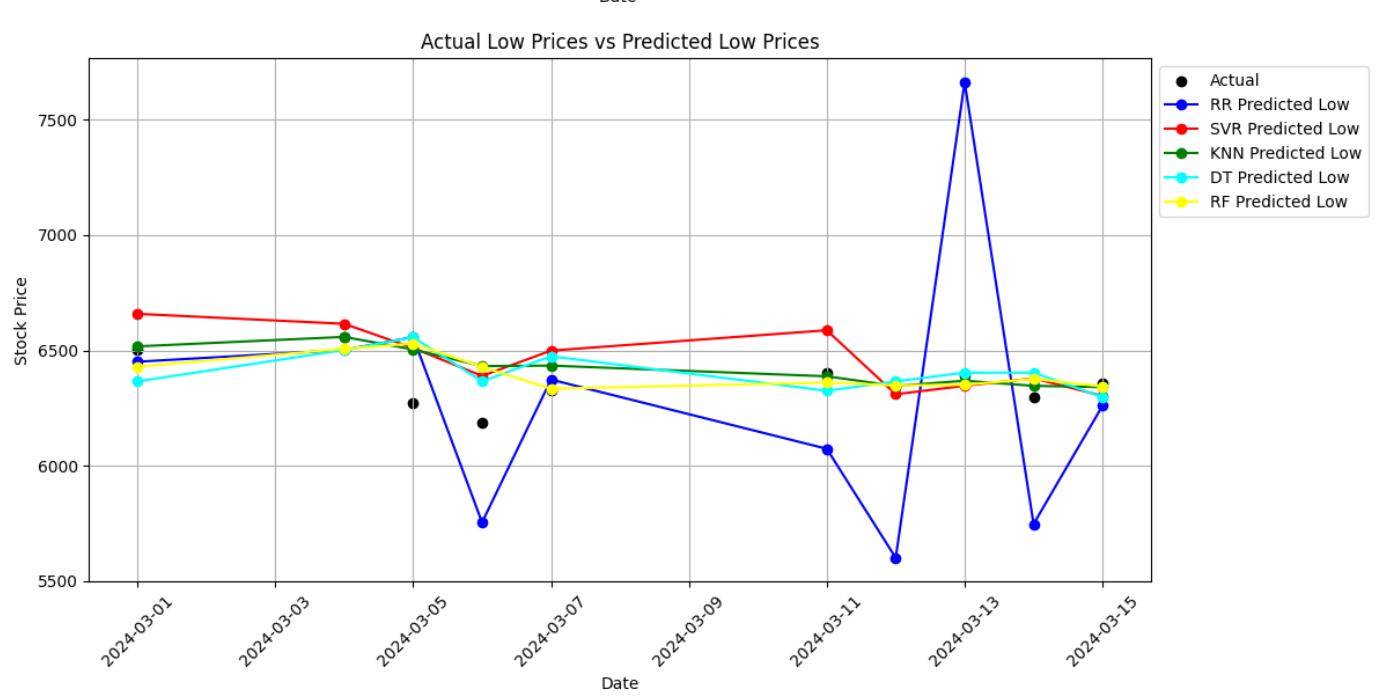 Date
Actual Low Prices vs Predicted Low Prices
Actual
RR Predicted Low
SVR Predicted Low
KNN Predicted Low
DT Predicted Low
RF Predicted Low
7500
7000
6500
6000
5500
Stock Price
2024-03-01
2024-03-03
2024-03-05
2024-03-07
2024-03-09
2024-03-11
2024-03-13
2024-03-15
Date